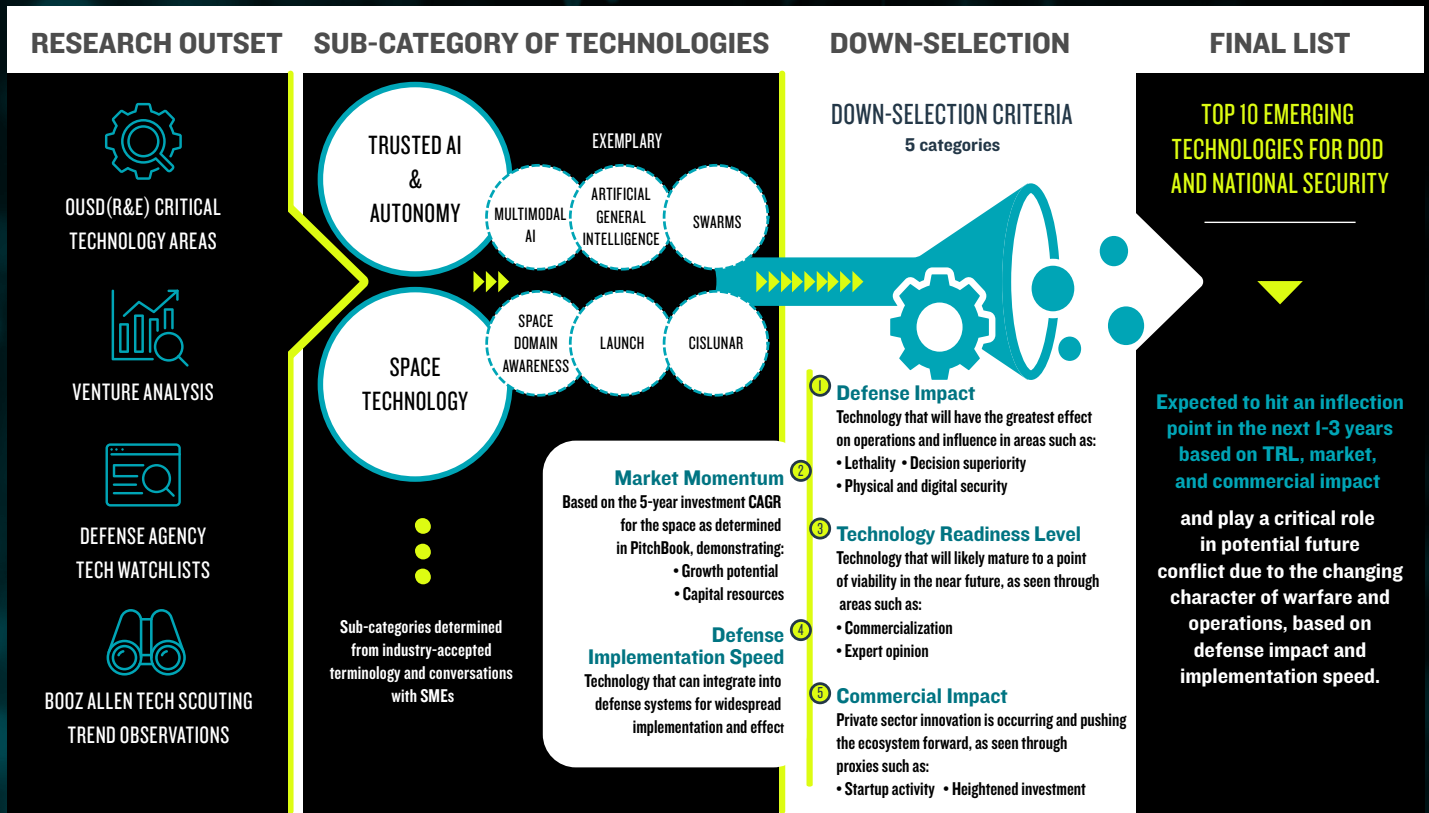 RESEARCH OUTSET
SUB-CATEGORY OF TECHNOLOGIES
DOWN-SELECTION
FINAL LIST
OUSD(R&E) CRITICAL
TECHNOLOGY AREAS
VENTURE ANALYSIS
DEFENSE AGENCY
TECH WATCHLISTS
BOOZ ALLEN TECH SCOUTING
TREND OBSERVATIONS
TRUSTED AI
&
AUTONOMY
EXEMPLARY
MULTIMODAL
AI
ARTIFICIAL
GENERAL
INTELLIGENCE
SWARMS
SPACE
TECHNOLOGY
SPACE
DOMAIN
AWARENESS
LAUNCH
CISLUNAR
Sub-categories determined
from industry-accepted
terminology and conversations
with SMEs
DOWN-SELECTION CRITERIA
5 categories
1
Defense Impact
Technology that will have the greatest effect
on operations and influence in areas such as:
• Lethality • Decision superiority
• Physical and digital security
2
Market Momentum
Based on the 5-year investment CAGR
for the space as determined
in PitchBook, demonstrating:
• Growth potential
• Capital resources
3
Technology Readiness Level
Technology that will likely mature to a point
of viability in the near future, as seen through
areas such as:
• Commercialization
• Expert opinion
4
Defense
Implementation Speed
Technology that can integrate into
defense systems for widespread
implementation and effect
5
Commercial Impact
Private sector innovation is occurring and pushing
the ecosystem forward, as seen through
proxies such as:
• Startup activity • Heightened investment
TOP 10 EMERGING
TECHNOLOGIES FOR DOD
AND NATIONAL SECURITY
Expected to hit an inflection
point in the next 1-3 years
based on TRL, market,
and commercial impact
and play a critical role
in potential future
conflict due to the changing
character of warfare and
operations, based on
defense impact and
implementation speed.